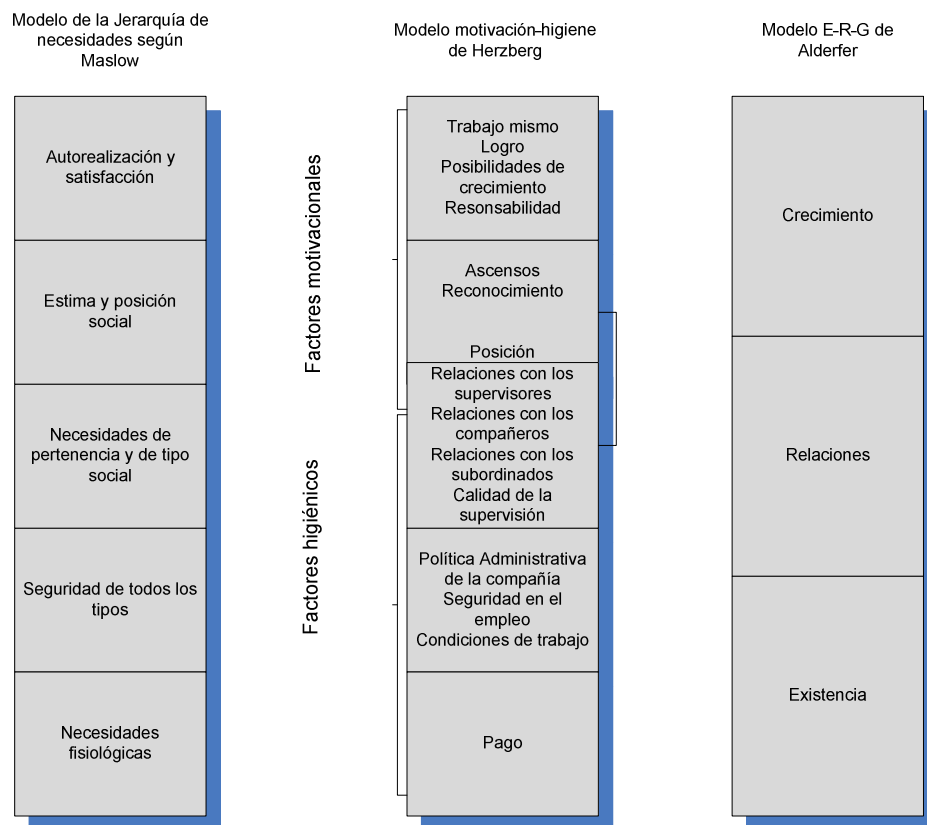 Modelo de la Jerarquía de
necesidades según
Maslow
Autorealización y
satisfacción
Estima y posición
social
Necesidades de
pertenencia y de tipo
social
Seguridad de todos los
tipos
Necesidades
fisiológicas
Modelo motivación-higiene
de Herzberg
Factores motivacionales
Factores higiénicos
Trabajo mismo
Logro
Posibilidades de
crecimiento
Resonsabilidad
Ascensos
Reconocimiento
Posición
Relaciones con los
supervisores
Relaciones con los
compañeros
Relaciones con los
subordinados
Calidad de la
supervisión
Política Administrativa
de la compañía
Seguridad en el
empleo
Condiciones de trabajo
Pago
Modelo E-R-G de
Alderfer
Crecimiento
Relaciones
Existencia